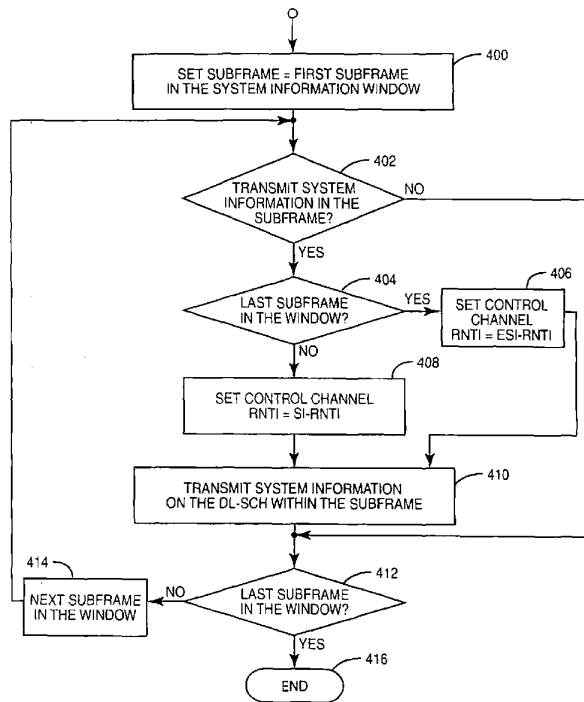 SET SUBFRAME = FIRST SUBFRAME
IN THE SYSTEM INFORMATION WINDOW
400
402
TRANSMIT SYSTEM
INFORMATION IN THE
SUBFRAME?
NO
YES
404
LAST SUBFRAME
IN THE WINDOW?
YES
406
SET CONTROL
CHANNEL
RNTI = ESI-RNTI
NO
408
SET CONTROL CHANNEL
RNTI = SI-RNTI
TRANSMIT SYSTEM INFORMATION
ON THE DL-SCH WITHIN THE SUBFRAME
410
414
NEXT SUBFRAME
IN THE WINDOW
NO
412
LAST SUBFRAME
IN THE WINDOW?
YES
416
END